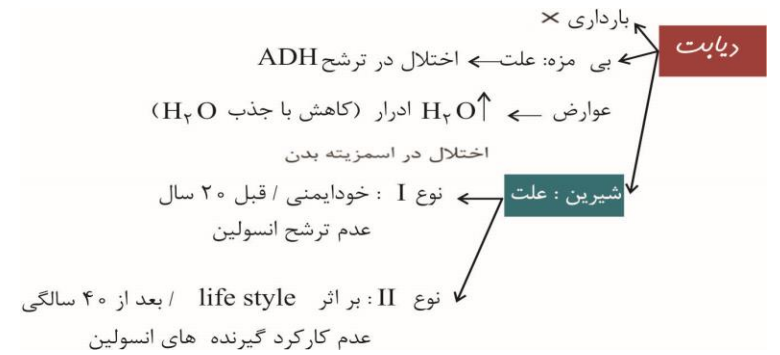 دیابت
بارداری ×
بی مزه: علت ← اختلال در ترشح ADH
عوارض ← ↑H₂O ادرار (کاهش با جذب H₂O)
اختلال در اسمزیته بدن
شیرین : علت
نوع I : خودایمنی / قبل ۲۰ سال
عدم ترشح انسولین
نوع II : بر اثر life style / بعد از ۴۰ سالگی
عدم کارکرد گیرنده های انسولین